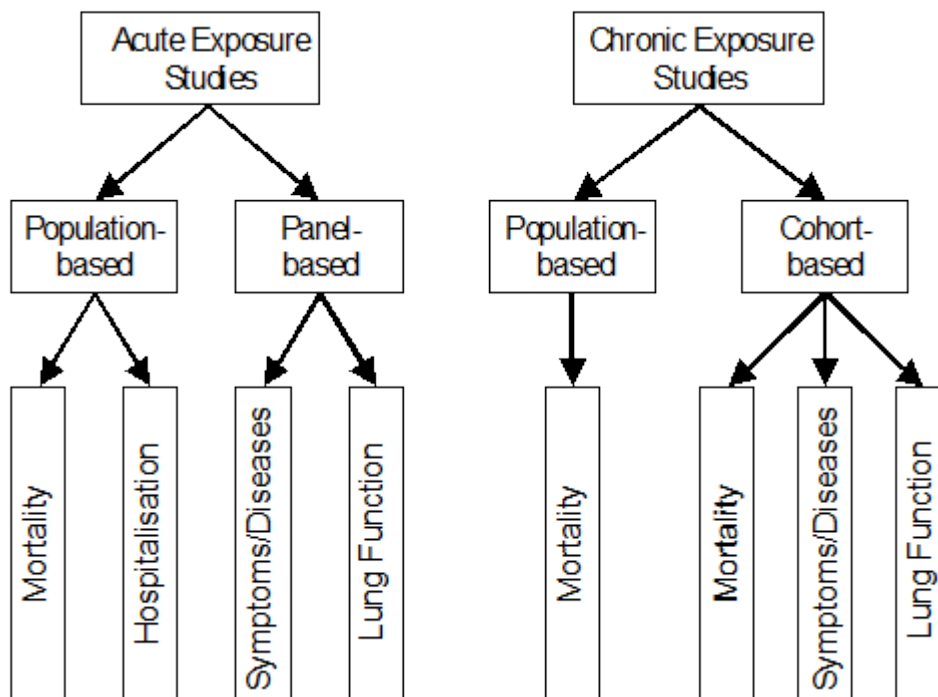 Acute Exposure
Studies
Chronic Exposure
Studies
Population-
based
Panel-
based
Population-
based
Cohort-
based
Mortality
Hospitalisation
Symptoms/Diseases
Lung Function
Mortality
Mortality
Symptoms/Diseases
Lung Function